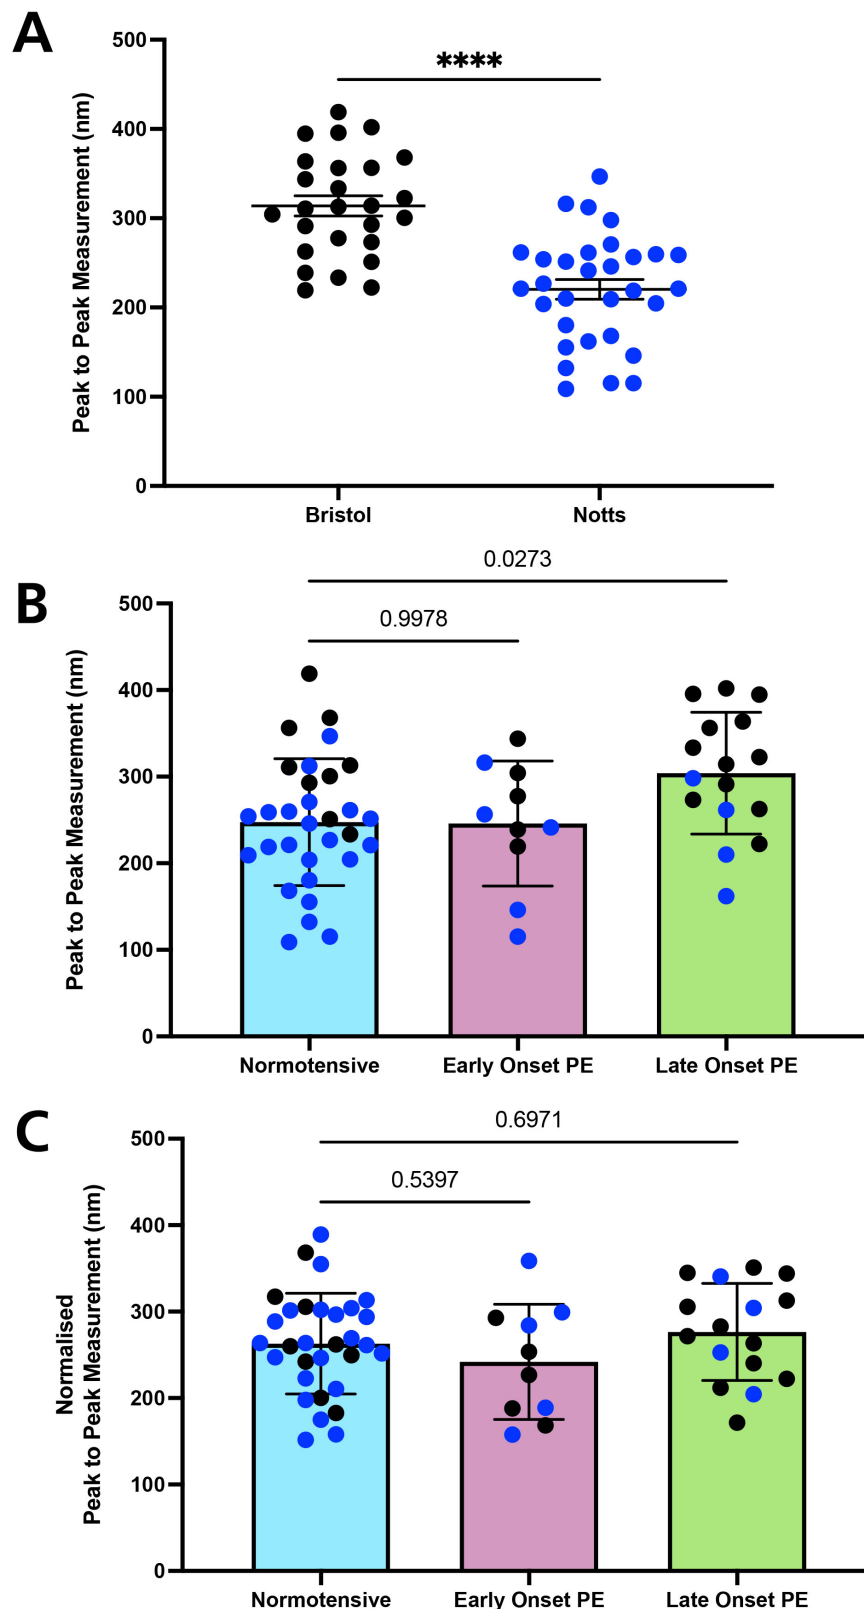 A
Peak to Peak Measurement (nm)
500
400
300
200
100
0
****
Bristol
Notts
B
Peak to Peak Measurement (nm)
500
400
300
200
100
0
0.0273
0.9978
Normotensive
Early Onset PE
Late Onset PE
C
Normalised
Peak to Peak Measurement (nm)
500
400
300
200
100
0
0.6971
0.5397
Normotensive
Early Onset PE
Late Onset PE